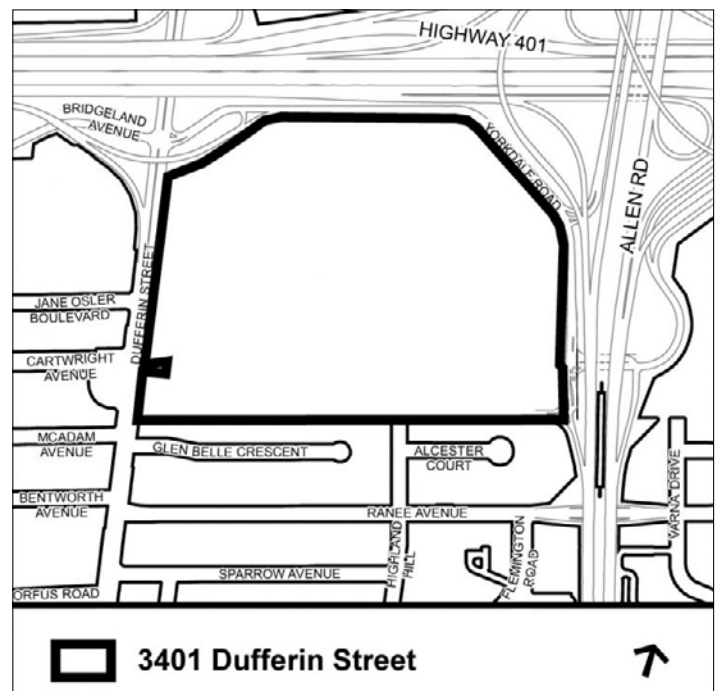 HIGHWAY 401
BRIDGELAND
AVENUE
YORKDALE ROAD
ALLEN RD
DUFFERIN STREET
JANE OSLER
BOULEVARD
CARTWRIGHT
AVENUE
MCADAM
AVENUE
GLEN BELLE CRESCENT
ALCESTER
COURT
BENTWORTH
AVENUE
RANEE AVENUE
VARNA DRIVE
HIGHLAND
HILL
FLEMINGTON
ROAD
SPARROW AVENUE
ORFUS ROAD
3401 Dufferin Street